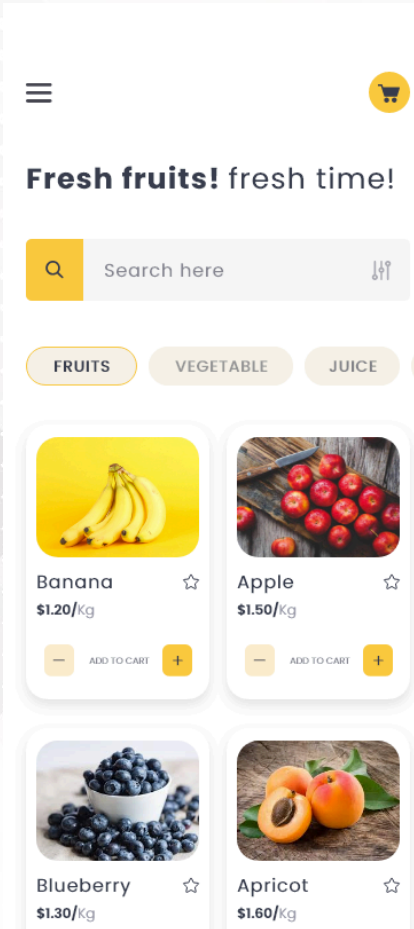 Fresh fruits! fresh time!
Search here
FRUITS VEGETABLE JUICE
Banana Apple
$1.20/Kg $1.50/Kg
ADD TO CART ADD TO CART
Blueberry Apricot
$1.30/Kg $1.60/Kg